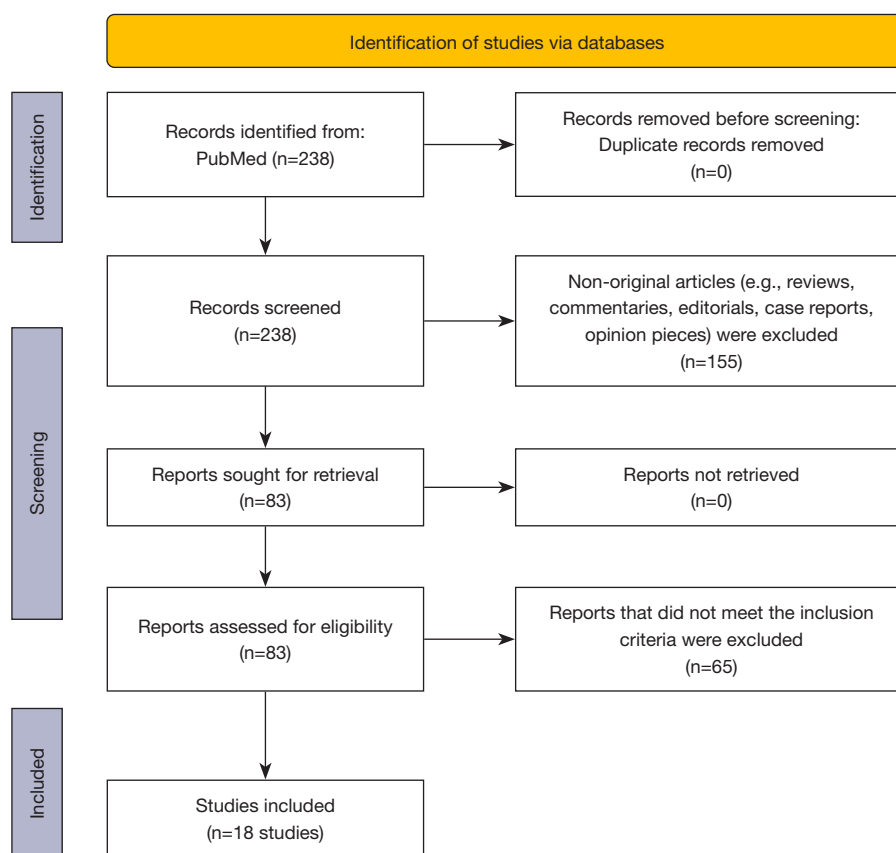 Identification of studies via databases
Identification
Records identified from:
PubMed (n=238)
Records removed before screening:
Duplicate records removed
(n=0)
Screening
Records screened
(n=238)
Non-original articles (e.g., reviews,
commentaries, editorials, case reports,
opinion pieces) were excluded
(n=155)
Reports sought for retrieval
(n=83)
Reports not retrieved
(n=0)
Reports assessed for eligibility
(n=83)
Reports that did not meet the inclusion
criteria were excluded
(n=65)
Included
Studies included
(n=18 studies)